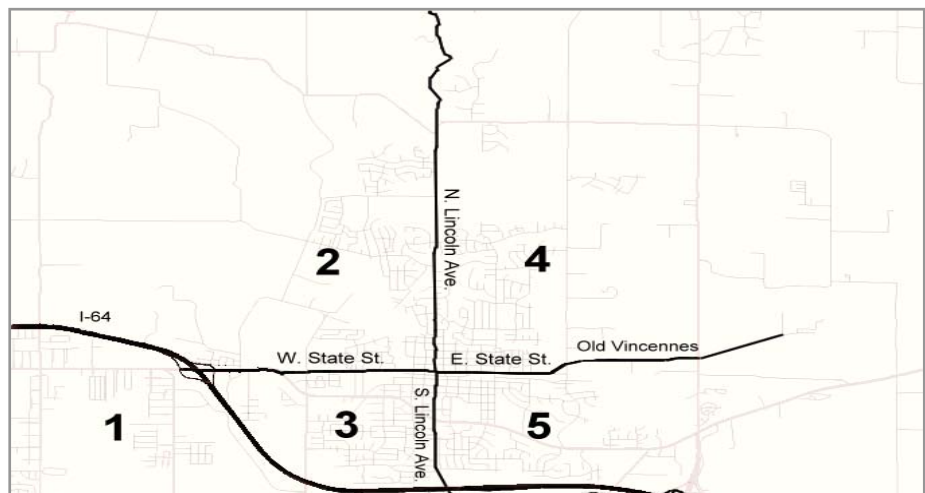 N. Lincoln Ave.
2
4
I-64
W. State St.
E. State St.
Old Vincennes
1
3
S. Lincoln Ave.
5